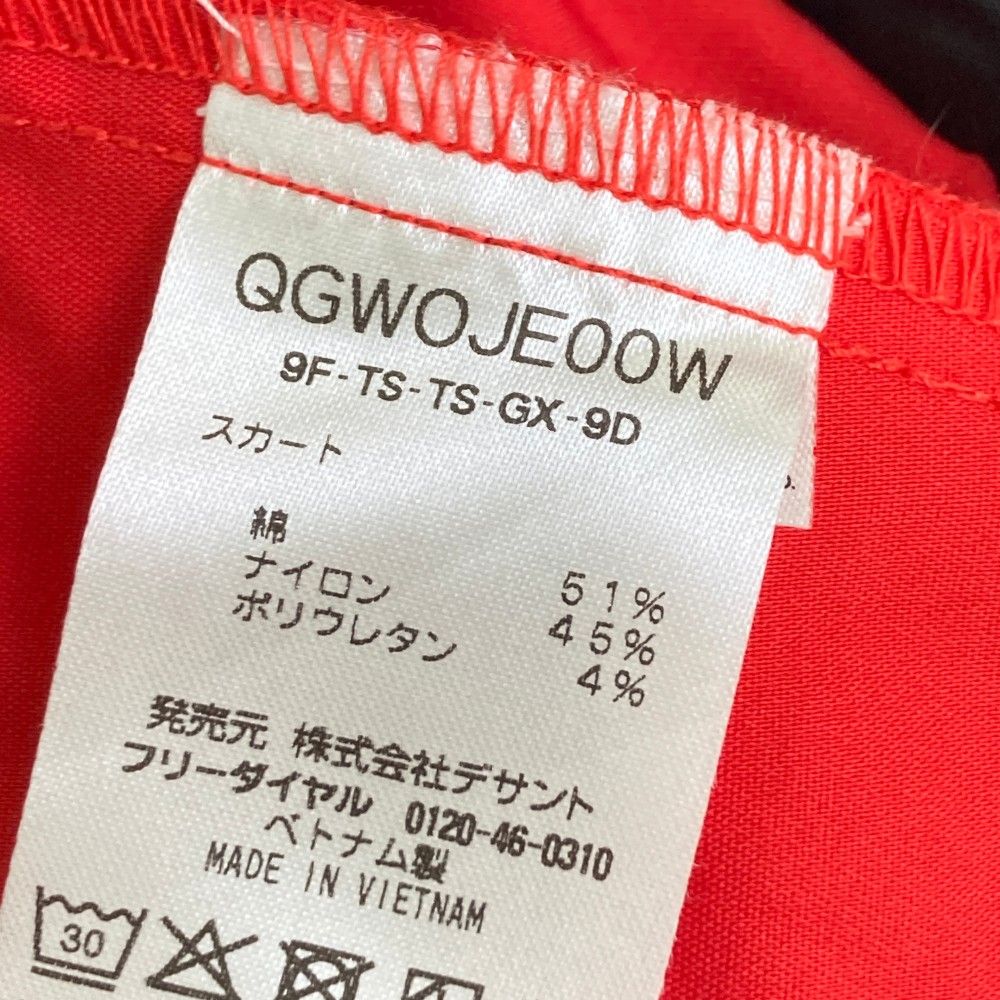 QGWOJE00W
9F-TS-TS-GX-9D
スカート
綿 51%
ナイロン 45%
ポリウレタン 4%
発売元 株式会社デサント
フリーダイヤル 0120-46-0310
ベトナム製
MADE IN VIETNAM
30